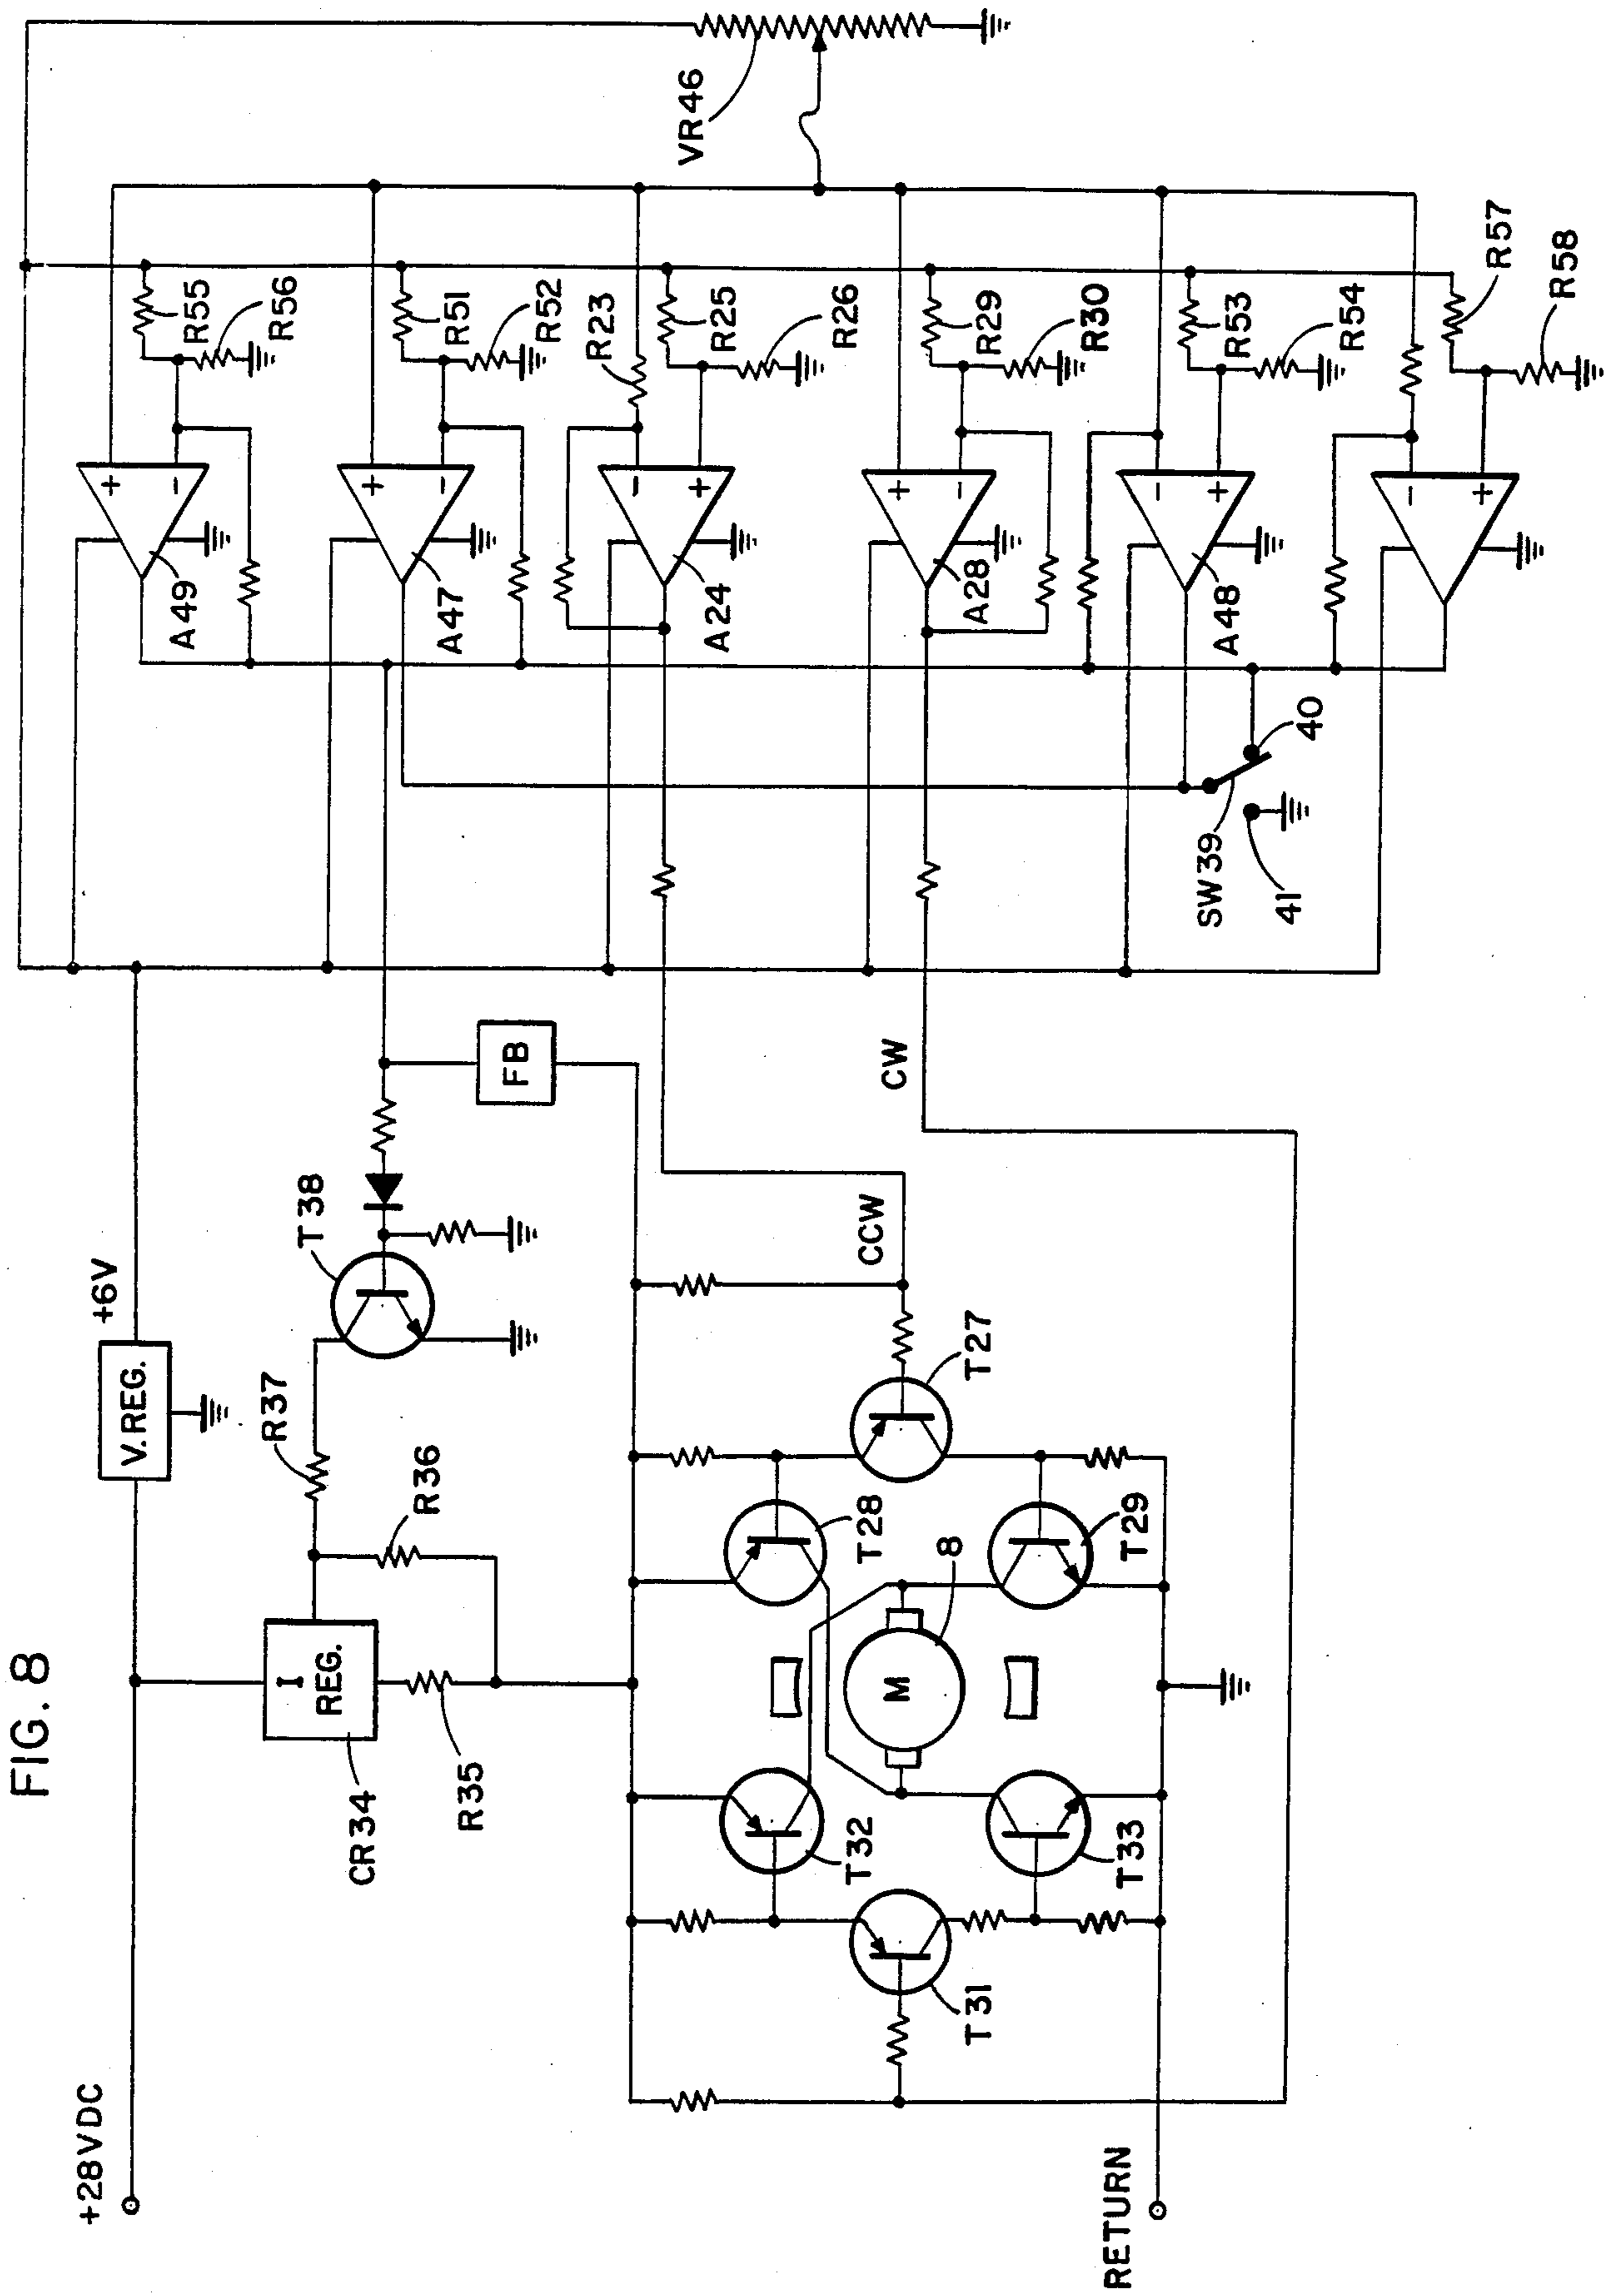 FIG. 8
+28VDC
V.REG.
+6V
CR34
I
REG.
R35
R36
R37
T38
FB
T32
T28
T31
T33
M
8
T29
T27
CCW
CW
RETURN
A49
+
-
R55
R56
A47
+
-
R51
R52
A24
-
+
R23
R25
R26
A28
+
-
R29
R30
A48
-
+
R53
R54
-
+
R57
R58
SW39
40
41
VR46